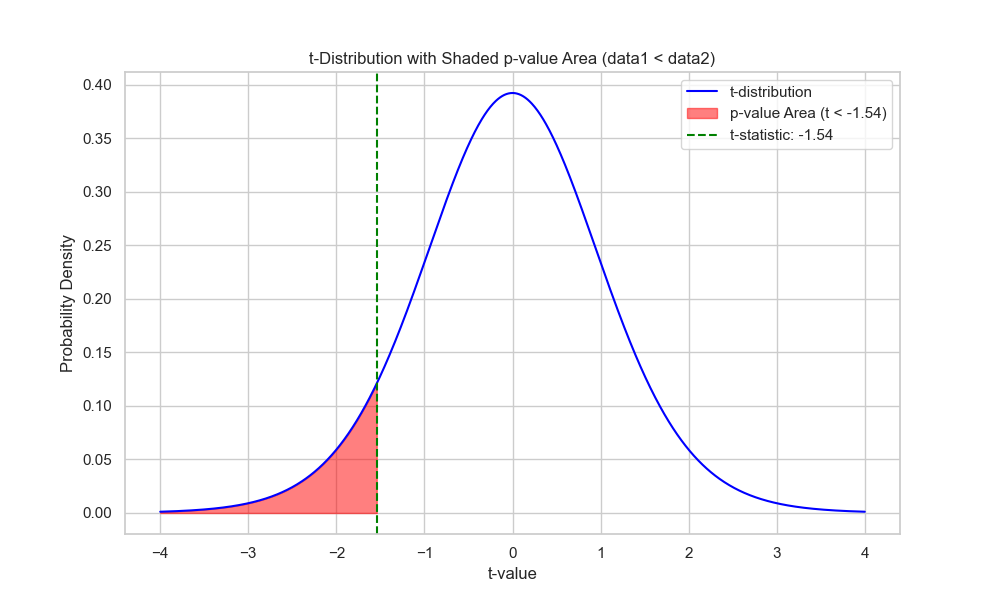 t-Distribution with Shaded p-value Area (data1 < data2)
t-distribution
p-value Area (t < -1.54)
t-statistic: -1.54
Probability Density
0.40
0.35
0.30
0.25
0.20
0.15
0.10
0.05
0.00
−4 −3 −2 −1 0 1 2 3 4
t-value